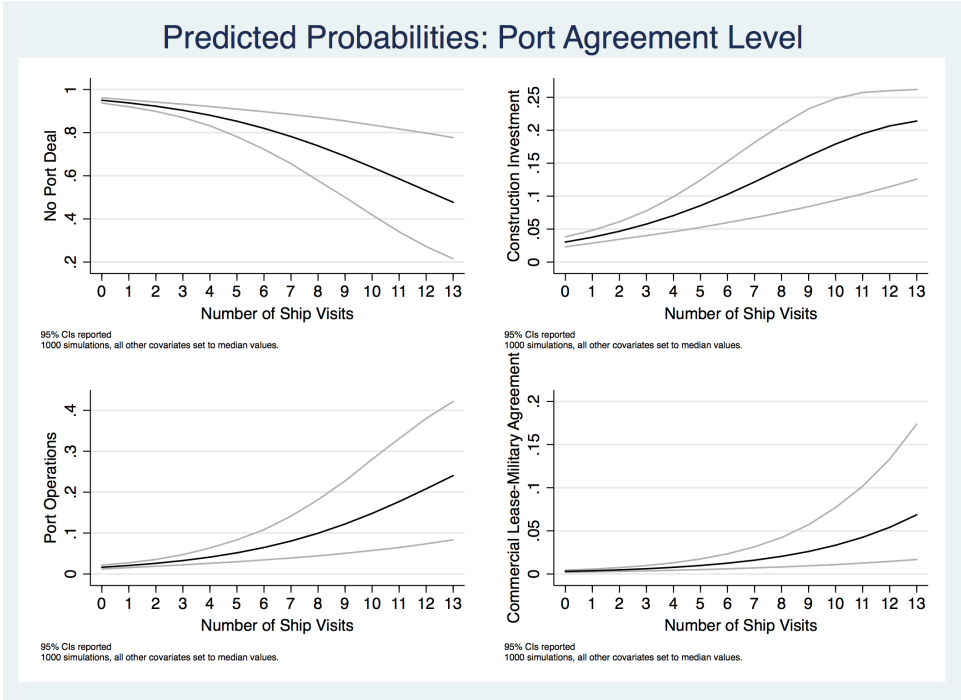 Predicted Probabilities: Port Agreement Level
No Port Deal
1
.8
.6
.4
.2
0 1 2 3 4 5 6 7 8 9 10 11 12 13
Number of Ship Visits
95% CIs reported
1000 simulations, all other covariates set to median values.
Construction Investment
.25
.2
.15
.1
.05
0
0 1 2 3 4 5 6 7 8 9 10 11 12 13
Number of Ship Visits
95% CIs reported
1000 simulations, all other covariates set to median values.
Port Operations
.4
.3
.2
.1
0
0 1 2 3 4 5 6 7 8 9 10 11 12 13
Number of Ship Visits
95% CIs reported
1000 simulations, all other covariates set to median values.
Commercial Lease-Military Agreement
.2
.15
.1
.05
0
0 1 2 3 4 5 6 7 8 9 10 11 12 13
Number of Ship Visits
95% CIs reported
1000 simulations, all other covariates set to median values.